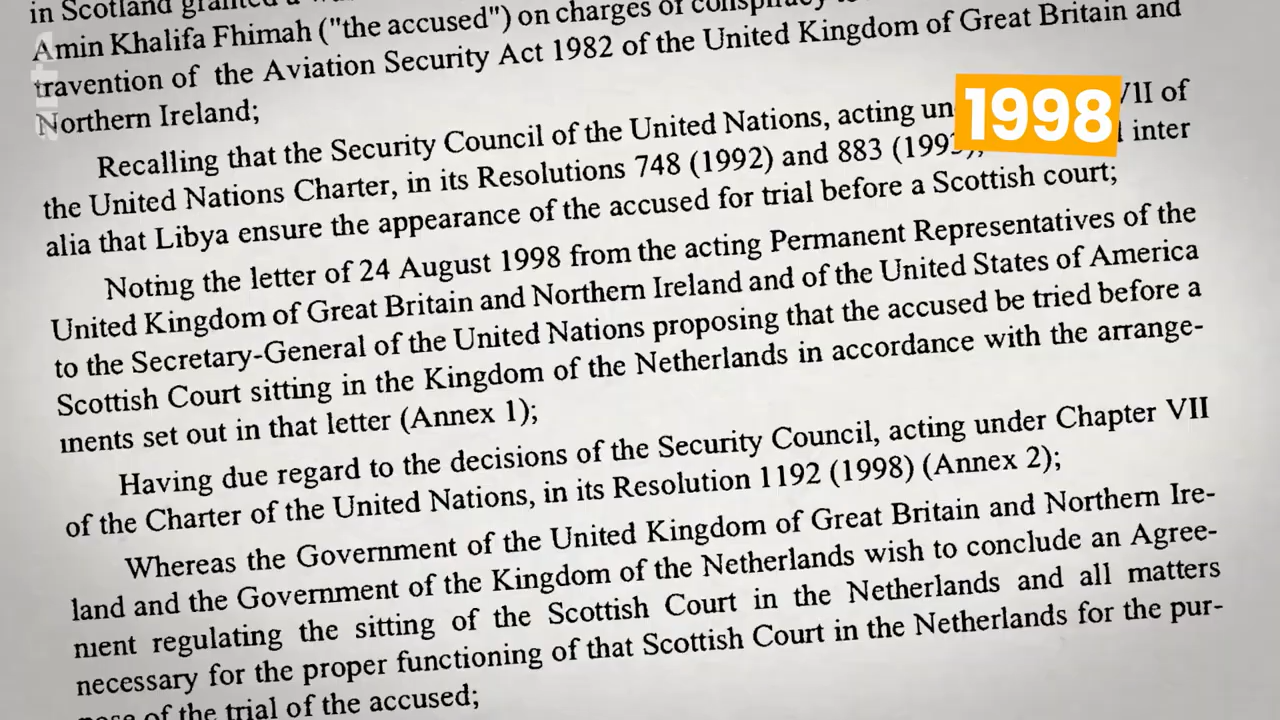 in Scotland granted a
Amin Khalifa Fhimah ("the accused") on charges of conspiracy
travention of the Aviation Security Act 1982 of the United Kingdom of Great Britain and
Northern Ireland;
1998
Recalling that the Security Council of the United Nations, acting un VII of
the United Nations Charter, in its Resolutions 748 (1992) and 883 (1993), inter
alia that Libya ensure the appearance of the accused for trial before a Scottish court;
Noting the letter of 24 August 1998 from the acting Permanent Representatives of the
United Kingdom of Great Britain and Northern Ireland and of the United States of America
to the Secretary-General of the United Nations proposing that the accused be tried before a
Scottish Court sitting in the Kingdom of the Netherlands in accordance with the arrange-
ments set out in that letter (Annex 1);
Having due regard to the decisions of the Security Council, acting under Chapter VII
of the Charter of the United Nations, in its Resolution 1192 (1998) (Annex 2);
Whereas the Government of the United Kingdom of Great Britain and Northern Ire-
land and the Government of the Kingdom of the Netherlands wish to conclude an Agree-
ment regulating the sitting of the Scottish Court in the Netherlands and all matters
necessary for the proper functioning of that Scottish Court in the Netherlands for the pur-
pose of the trial of the accused;
arte